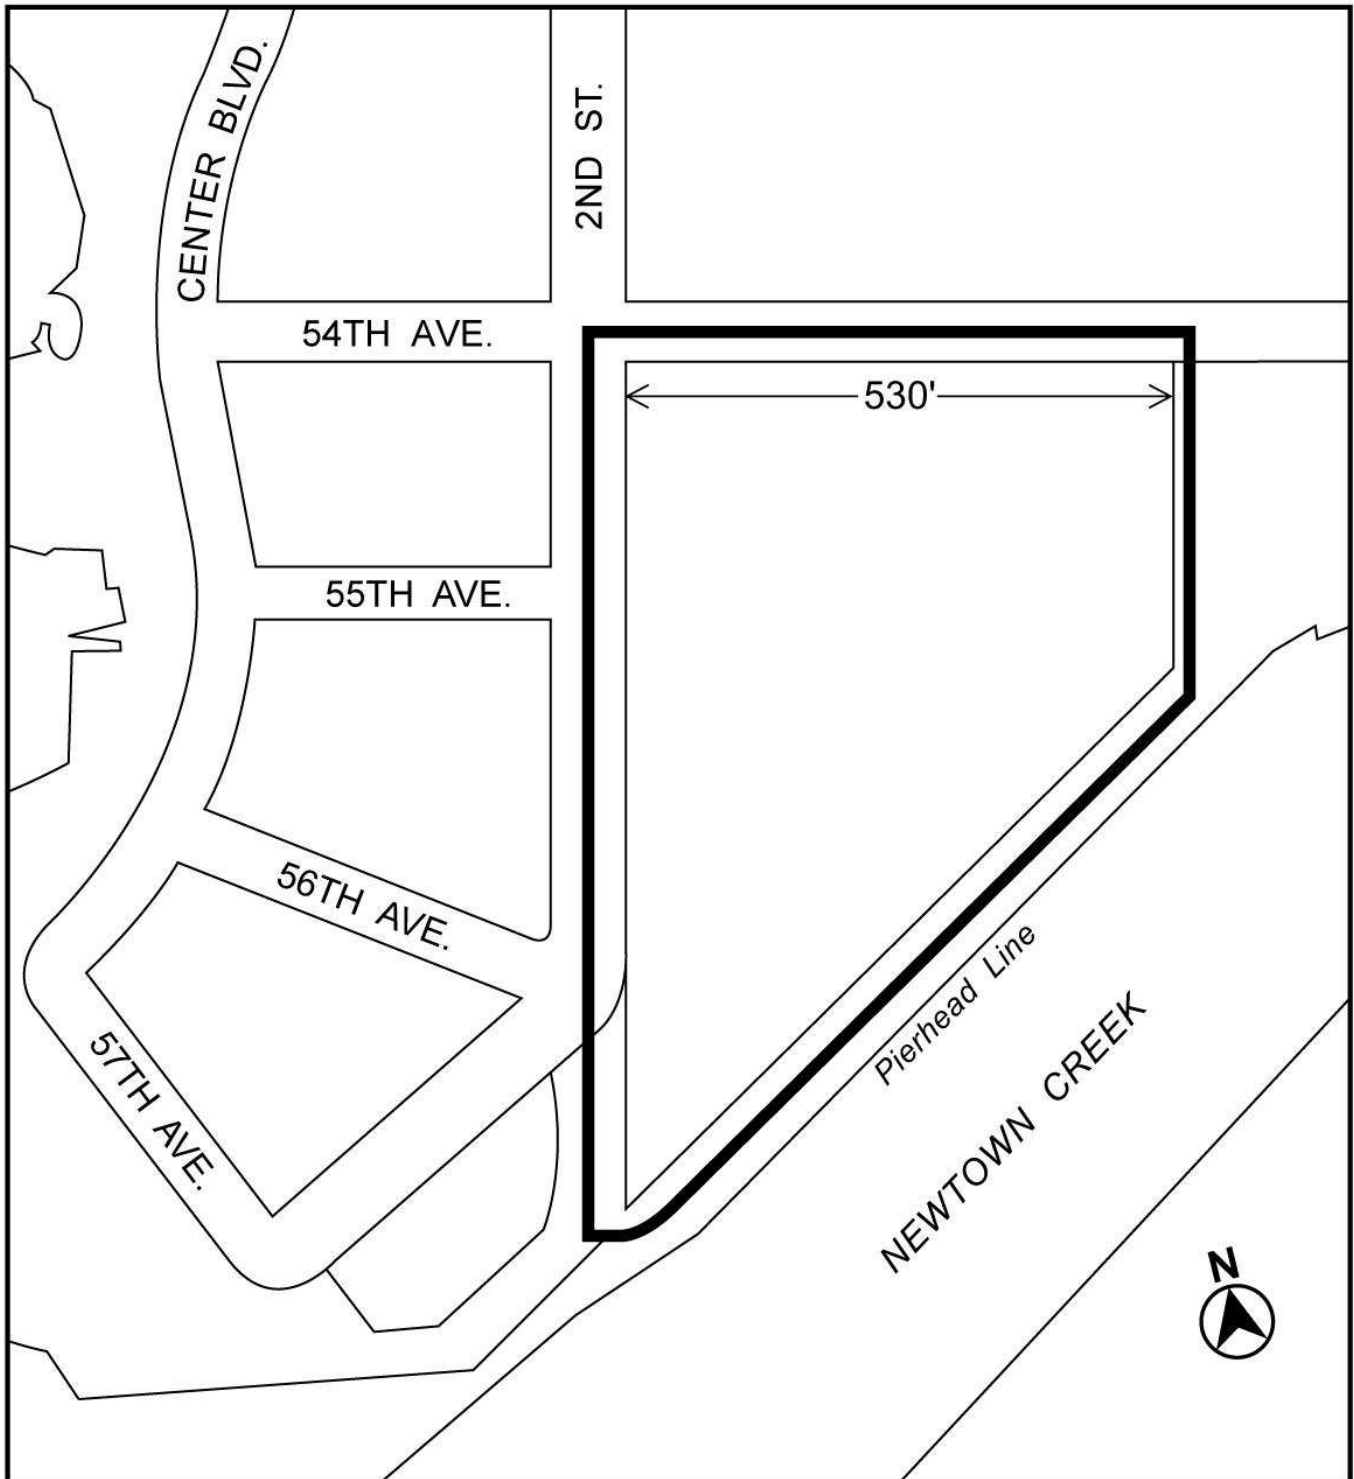 CENTER BLVD.
2ND ST.
54TH AVE.
530'
55TH AVE.
56TH AVE.
57TH AVE.
Pierhead Line
NEWTOWN CREEK
N